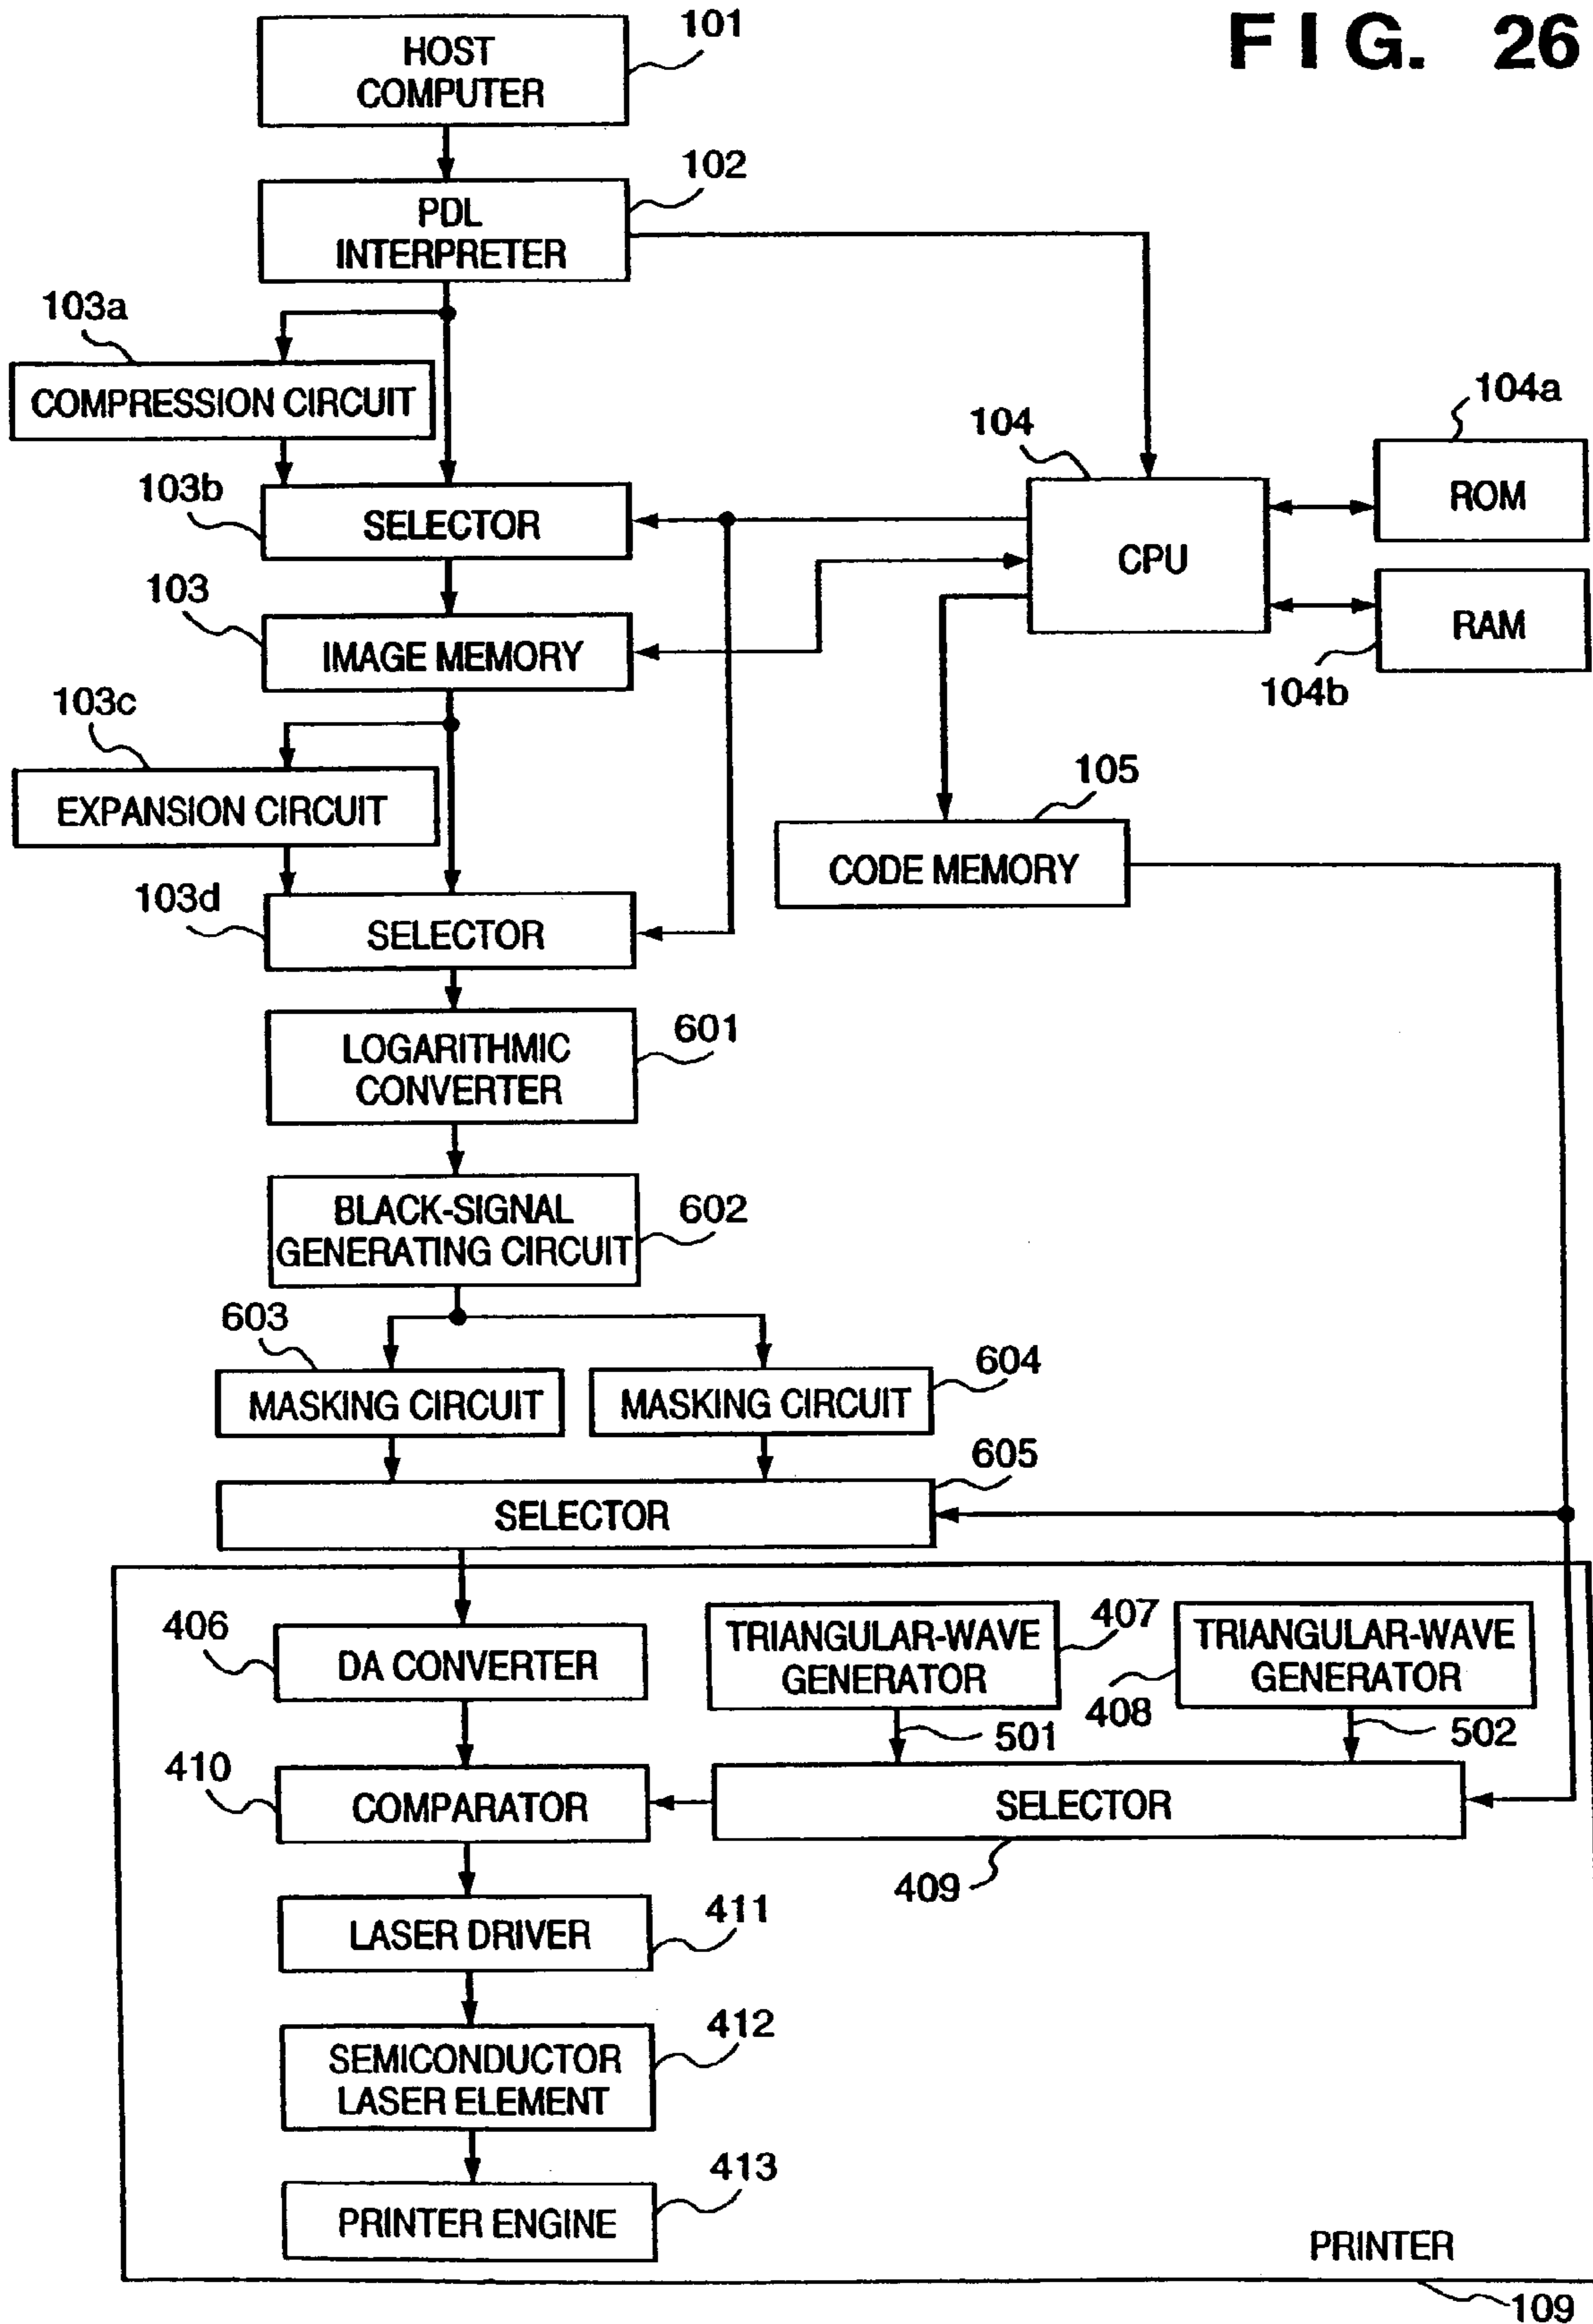 FIG. 26
101
HOST
COMPUTER
102
PDL
INTERPRETER
103a
COMPRESSION CIRCUIT
104a
104
ROM
103b
SELECTOR
CPU
103
IMAGE MEMORY
RAM
104b
103c
EXPANSION CIRCUIT
105
CODE MEMORY
103d
SELECTOR
601
LOGARITHMIC
CONVERTER
BLACK-SIGNAL
GENERATING CIRCUIT
602
603
604
MASKING CIRCUIT
MASKING CIRCUIT
605
SELECTOR
406
DA CONVERTER
TRIANGULAR-WAVE
GENERATOR
407
TRIANGULAR-WAVE
GENERATOR
408
501
502
410
COMPARATOR
SELECTOR
409
411
LASER DRIVER
412
SEMICONDUCTOR
LASER ELEMENT
413
PRINTER ENGINE
PRINTER
109